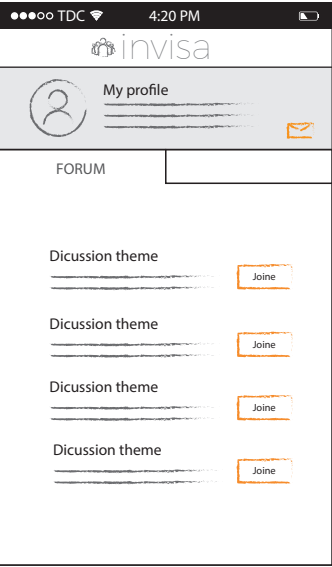 TDC 4:20 PM
invisa
My profile
FORUM
Dicussion theme
Joine
Dicussion theme
Joine
Dicussion theme
Joine
Dicussion theme
Joine